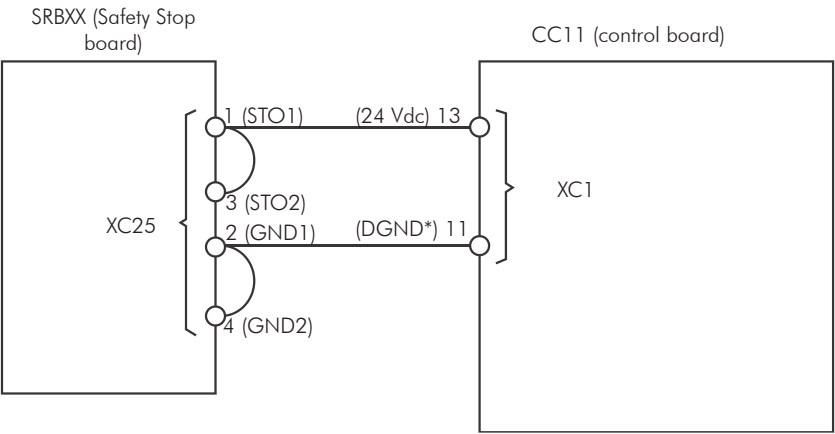 SRBXX (Safety Stop
board)
CC11 (control board)
1 (STO1)
(24 Vdc) 13
3 (STO2)
XC1
XC25
2 (GND1)
(DGND*) 11
4 (GND2)